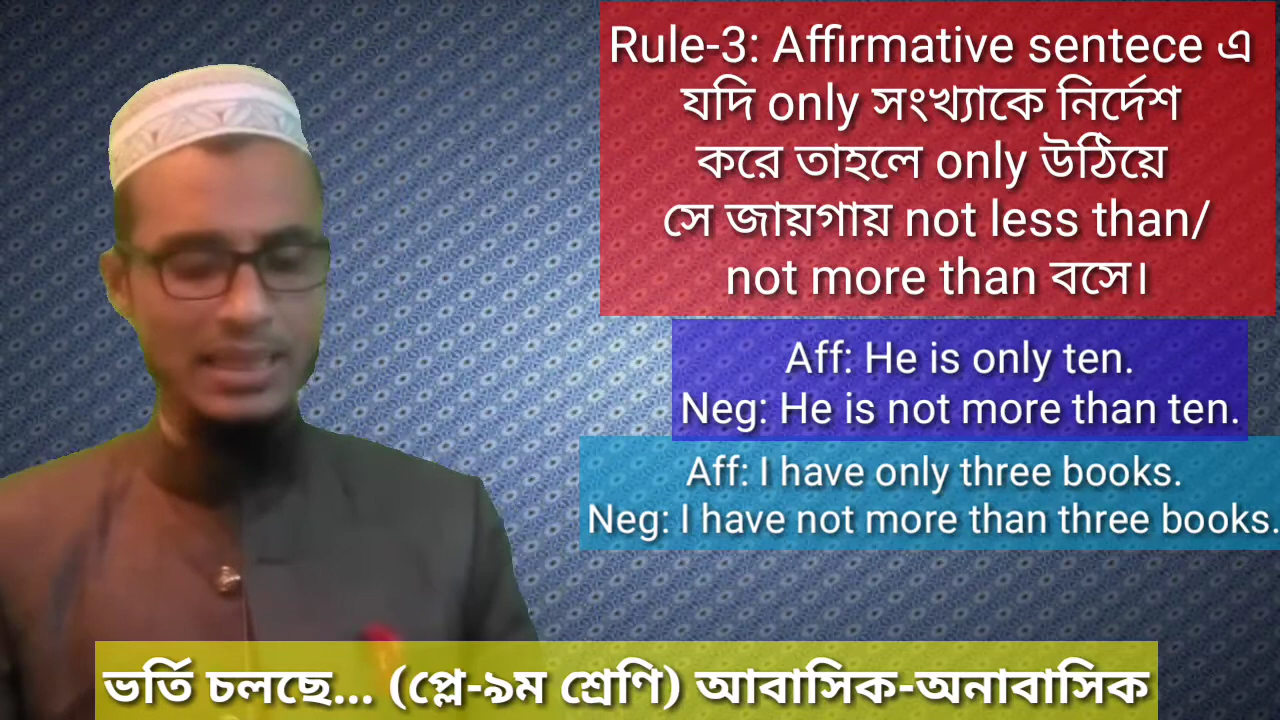 Rule-3: Affirmative sentece এ
যদি only সংখ্যাকে নির্দেশ
করে তাহলে only উঠিয়ে
সে জায়গায় not less than/
not more than বসে।
Aff: He is only ten.
Neg: He is not more than ten.
Aff: I have only three books.
Neg: I have not more than three books.
ভর্তি চলছে... (প্লে-৯ম শ্রেণি) আবাসিক-অনাবাসিক